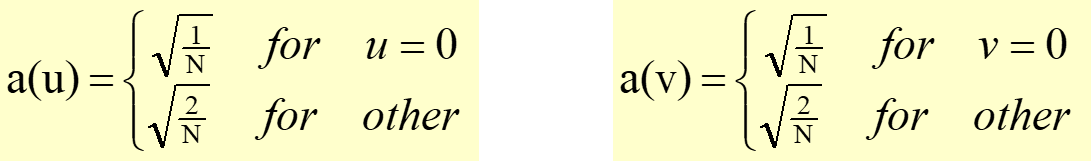 a(u) = { √(1/N) for u = 0
√(2/N) for other
a(v) = { √(1/N) for v = 0
√(2/N) for other